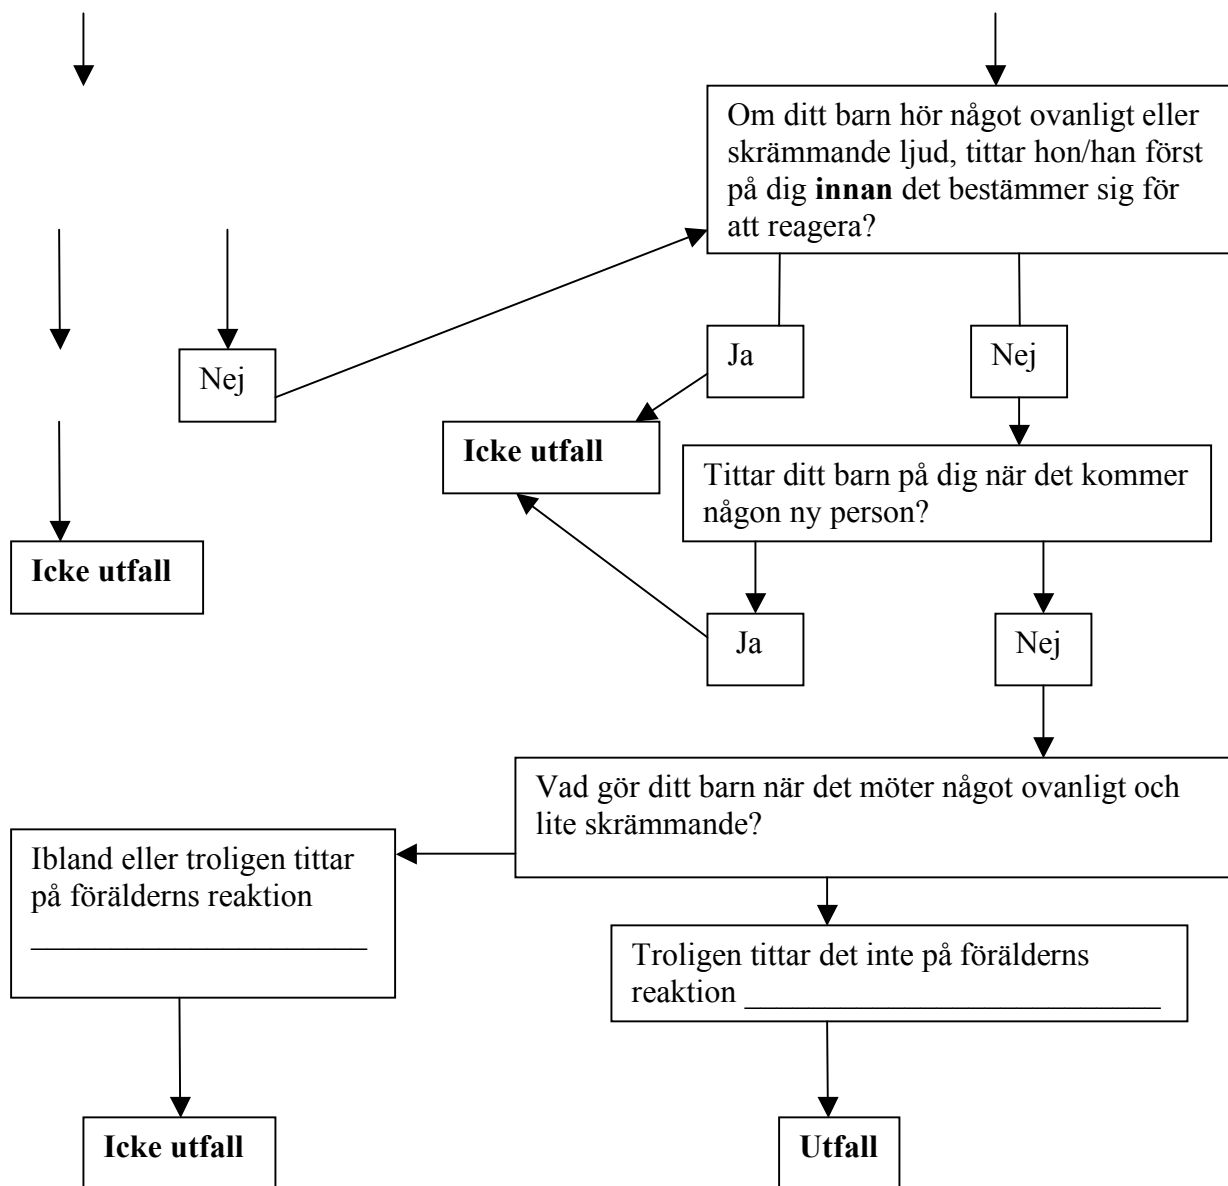 Om ditt barn hör något ovanligt eller
skrämmande ljud, tittar hon/han först
på dig innan det bestämmer sig för
att reagera?
Nej
Ja
Nej
Icke utfall
Tittar ditt barn på dig när det kommer
någon ny person?
Icke utfall
Ja
Nej
Vad gör ditt barn när det möter något ovanligt och
lite skrämmande?
Ibland eller troligen tittar
på förälderns reaktion
_____________________
Troligen tittar det inte på förälderns
reaktion __________________________
Icke utfall
Utfall